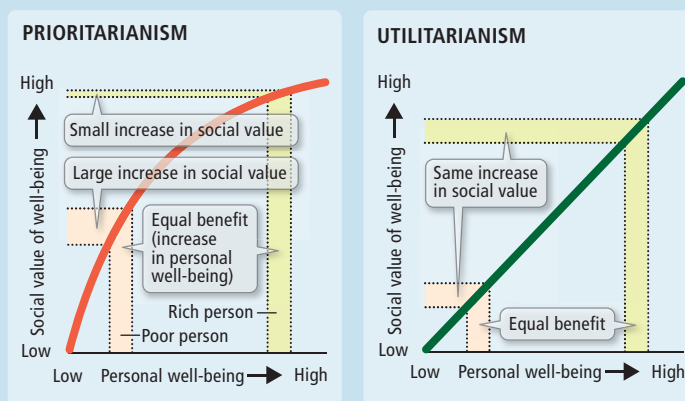 PRIORITARIANISM
High
Social value of well-being
Small increase in social value
Large increase in social value
Equal benefit
(increase
in personal
well-being)
Rich person
Poor person
Low
Low Personal well-being High
UTILITARIANISM
High
Social value of well-being
Same increase
in social value
Equal benefit
Low
Low Personal well-being High